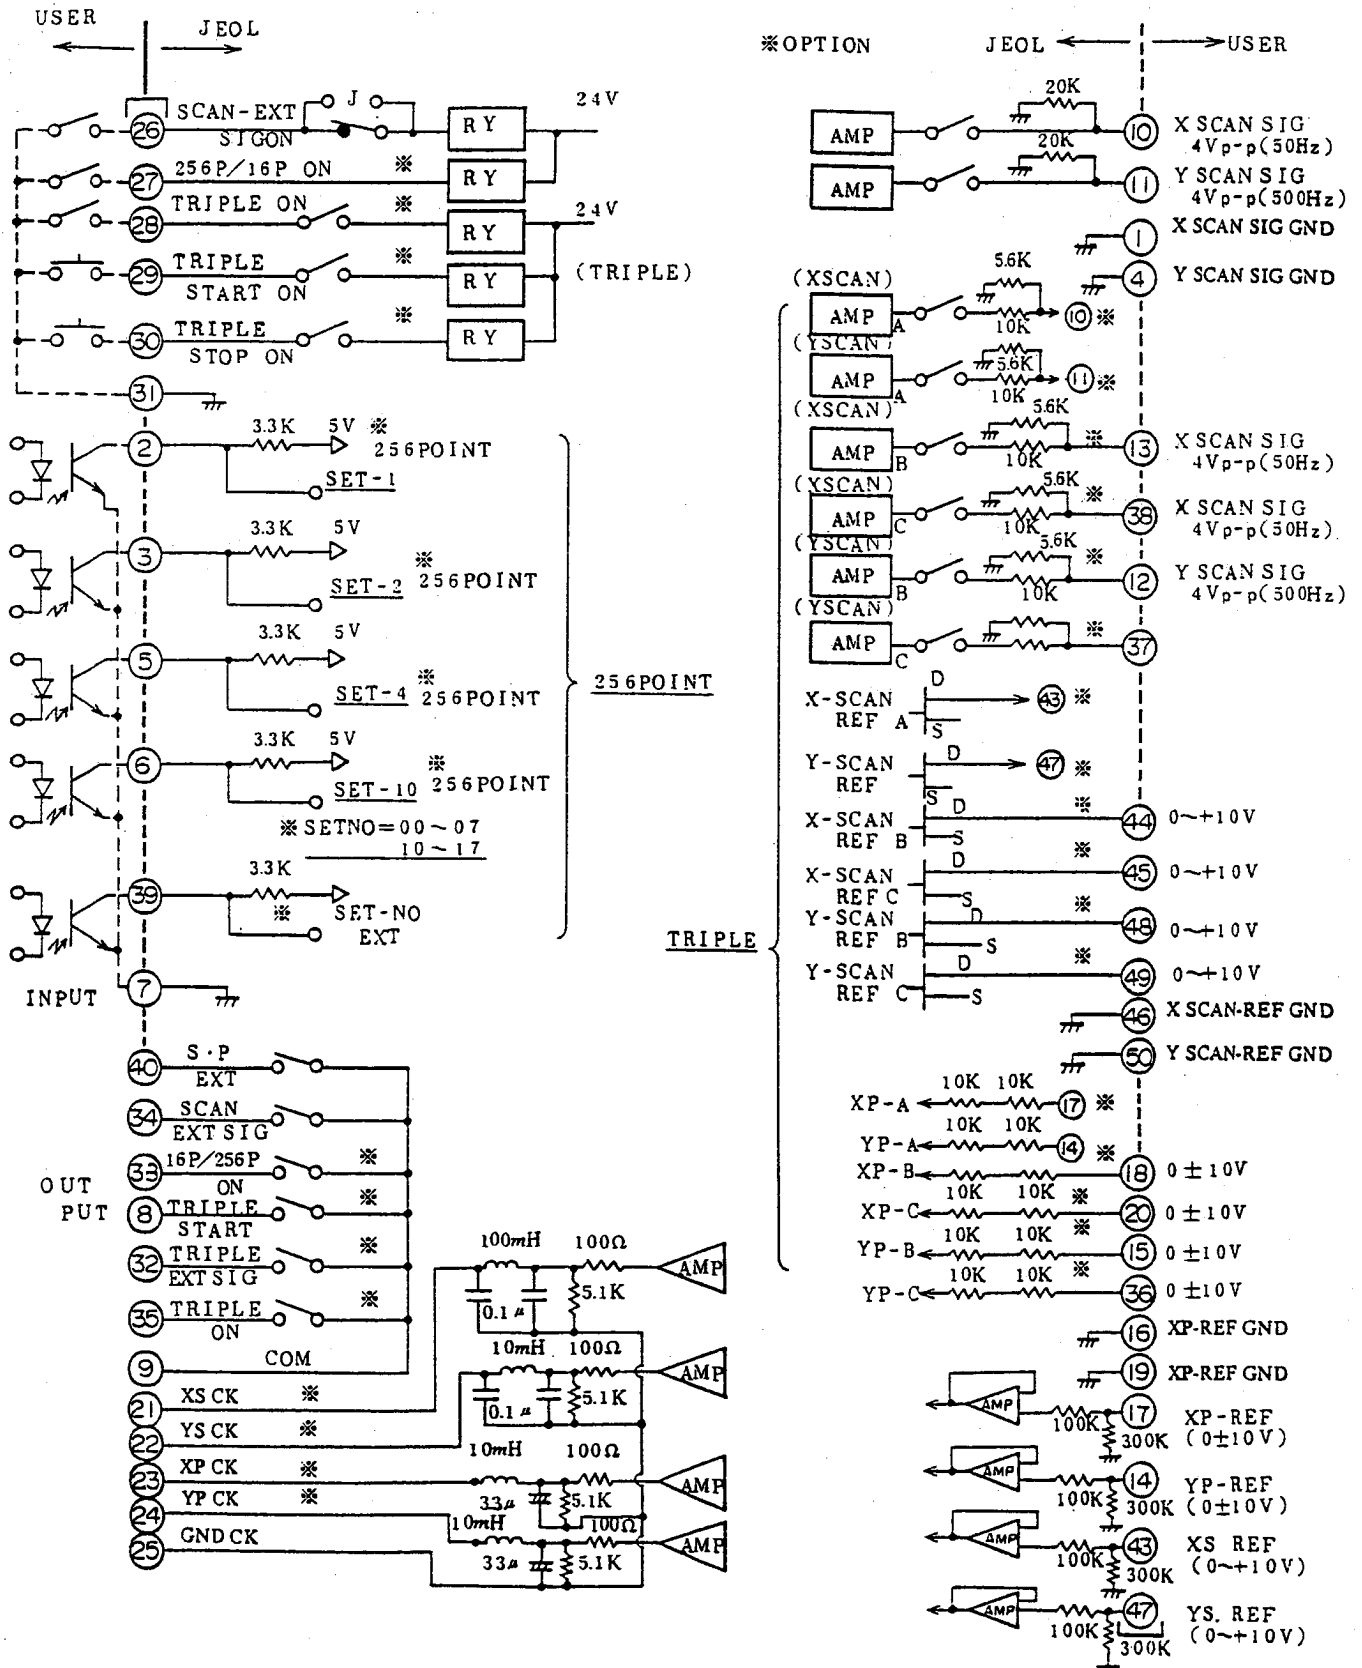 USER
JEOL
26 SCAN-EXT SIGON
J
RY
24V
27 256P/16P ON ※
RY
28 TRIPLE ON ※
RY
24V
29 TRIPLE START ON ※
RY
(TRIPLE)
30 TRIPLE STOP ON ※
RY
31
2
3.3K
5V
※ 256POINT
SET-1
3
3.3K
5V
SET-2
※ 256POINT
5
3.3K
5V
SET-4
※ 256POINT
256POINT
6
3.3K
5V
SET-10
※ 256POINT
※ SETNO=00~07
10~17
39
3.3K
※
SET-NO EXT
INPUT
7
40 S・P EXT
34 SCAN EXT SIG
33 16P/256P ON ※
OUT PUT
8 TRIPLE START ※
32 TRIPLE EXT SIG ※
35 TRIPLE ON ※
9 COM
21 XS CK ※
22 YS CK ※
23 XP CK ※
24 YP CK ※
25 GND CK
100mH
100Ω
AMP
0.1μ
5.1K
10mH
100Ω
AMP
0.1μ
5.1K
10mH
100Ω
AMP
33μ
5.1K
10mH
100Ω
AMP
33μ
5.1K
※OPTION
JEOL
USER
AMP
20K
10 X SCAN SIG
4Vp-p(50Hz)
AMP
20K
11 Y SCAN SIG
4Vp-p(500Hz)
1 X SCAN SIG GND
4 Y SCAN SIG GND
(XSCAN)
AMP A
5.6K
10K
10 ※
(YSCAN)
AMP A
5.6K
10K
11 ※
(XSCAN)
AMP B
5.6K
10K
※
13 X SCAN SIG
4Vp-p(50Hz)
(XSCAN)
AMP C
5.6K
10K
※
38 X SCAN SIG
4Vp-p(50Hz)
(YSCAN)
AMP B
5.6K
10K
※
12 Y SCAN SIG
4Vp-p(500Hz)
(YSCAN)
AMP C
※
37
X-SCAN REF A
D
S
43 ※
Y-SCAN REF
D
S
47 ※
X-SCAN REF B
D
S
※
44 0~+10V
X-SCAN REF C
D
S
※
45 0~+10V
TRIPLE
Y-SCAN REF B
D
S
※
48 0~+10V
Y-SCAN REF C
D
S
※
49 0~+10V
46 X SCAN-REF GND
50 Y SCAN-REF GND
XP-A 10K 10K 17 ※
YP-A 10K 10K 14 ※
XP-B 10K 10K 18 0±10V
XP-C 10K 10K ※ 20 0±10V
YP-B 10K 10K ※ 15 0±10V
YP-C 10K 10K ※ 36 0±10V
16 XP-REF GND
19 XP-REF GND
AMP
100K
300K
17 XP-REF
(0±10V)
AMP
100K
300K
14 YP-REF
(0±10V)
AMP
100K
300K
43 XS REF
(0~+10V)
AMP
100K
300K
47 YS. REF
(0~+10V)